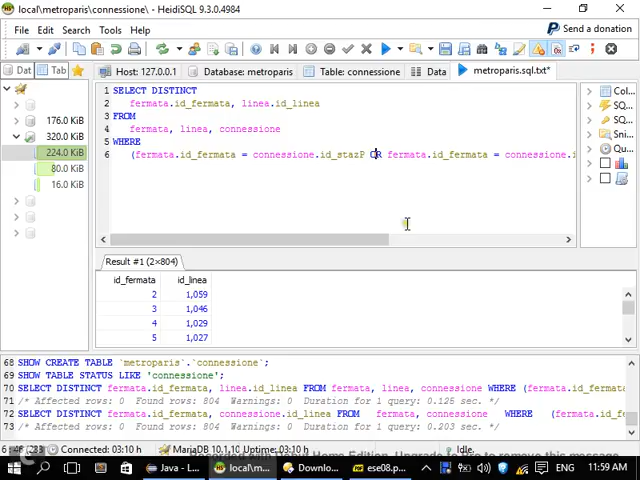 local\metroparis\connessione\ - HeidiSQL 9.3.0.4984
File Edit Search Tools Help
Send a donation
Dat Tab Host: 127.0.0.1 Database: metroparis Table: connessione Data metroparis.sql.txt*
1 SELECT DISTINCT
2 fermata.id_fermata, linea.id_linea
3 FROM
4 fermata, linea, connessione
5 WHERE
6 (fermata.id_fermata = connessione.id_stazP OR fermata.id_fermata = connessione.i
176.0 KiB
320.0 KiB
224.0 KiB
80.0 KiB
16.0 KiB
Col...
SQ...
SQ...
Result #1 (2×804)
id_fermata id_linea
2 1,059
3 1,046
4 1,029
5 1,027
68 SHOW CREATE TABLE `metroparis`.`connessione`;
69 SHOW TABLE STATUS LIKE 'connessione';
70 SELECT DISTINCT fermata.id_fermata, linea.id_linea FROM fermata, linea, connessione WHERE (fermata
71 /* Affected rows: 0 Found rows: 804 Warnings: 0 Duration for 1 query: 0.125 sec. */
72 SELECT DISTINCT fermata.id_fermata, connessione.id_linea FROM fermata, connessione WHERE (fermata.id
73 /* Affected rows: 0 Found rows: 804 Warnings: 0 Duration for 1 query: 0.203 sec. */
Connected: 03:10 h MariaDB 10.1.10 Uptime: 03:10 h Idle.
Java - L... local\m... Downlo... ese08.p... ENG 11:59 AM